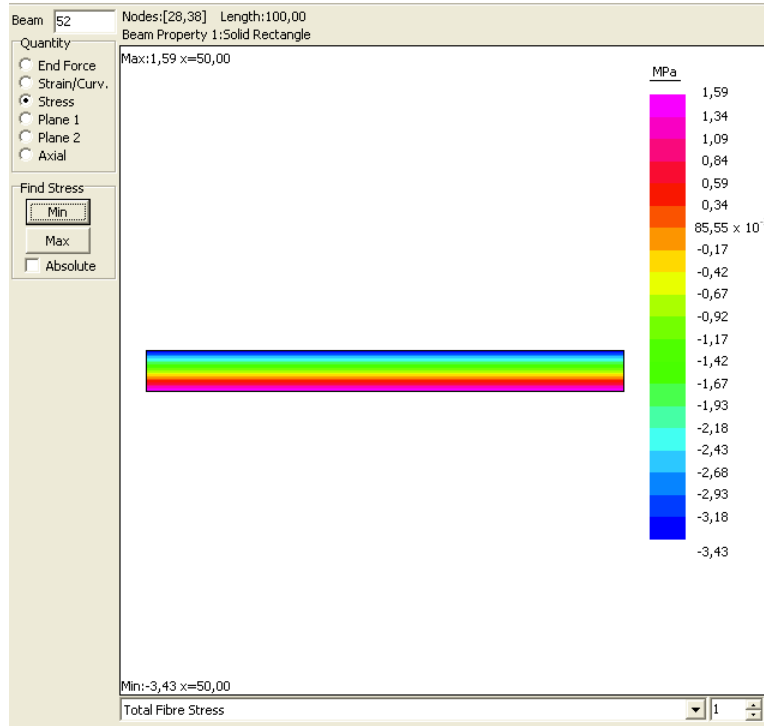 Beam 52
Nodes:[28,38] Length:100,00
Beam Property 1:Solid Rectangle
Quantity
End Force
Strain/Curv.
Stress
Plane 1
Plane 2
Axial
Find Stress
Min
Max
Absolute
Max:1,59 x=50,00
MPa
1,59
1,34
1,09
0,84
0,59
0,34
85,55 x 10
-0,17
-0,42
-0,67
-0,92
-1,17
-1,42
-1,67
-1,93
-2,18
-2,43
-2,68
-2,93
-3,18
-3,43
Min:-3,43 x=50,00
Total Fibre Stress
1